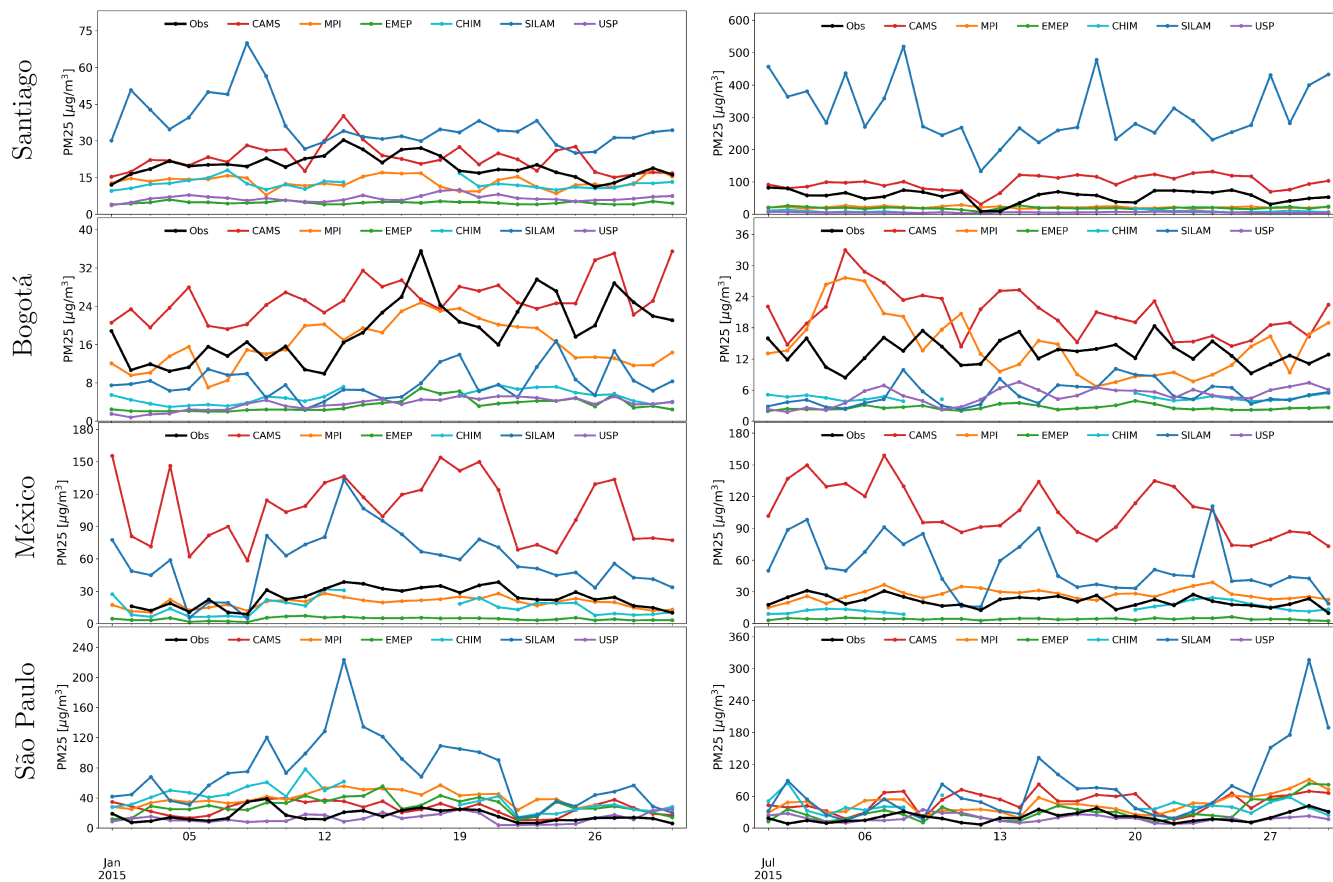 Santiago
PM25 [μg/m³]
75
60
45
30
15
0
Obs CAMS MPI EMEP CHIM SILAM USP
PM25 [μg/m³]
600
500
400
300
200
100
0
Obs CAMS MPI EMEP CHIM SILAM USP
Bogotá
PM25 [μg/m³]
40
32
24
16
8
0
Obs CAMS MPI EMEP CHIM SILAM USP
PM25 [μg/m³]
36
30
24
18
12
6
0
Obs CAMS MPI EMEP CHIM SILAM USP
México
PM25 [μg/m³]
180
150
120
90
60
30
0
Obs CAMS MPI EMEP CHIM SILAM USP
PM25 [μg/m³]
180
150
120
90
60
30
0
Obs CAMS MPI EMEP CHIM SILAM USP
São Paulo
PM25 [μg/m³]
240
200
160
120
80
40
0
Obs CAMS MPI EMEP CHIM SILAM USP
05 12 19 26
Jan
2015
PM25 [μg/m³]
360
300
240
180
120
60
0
Obs CAMS MPI EMEP CHIM SILAM USP
06 13 20 27
Jul
2015